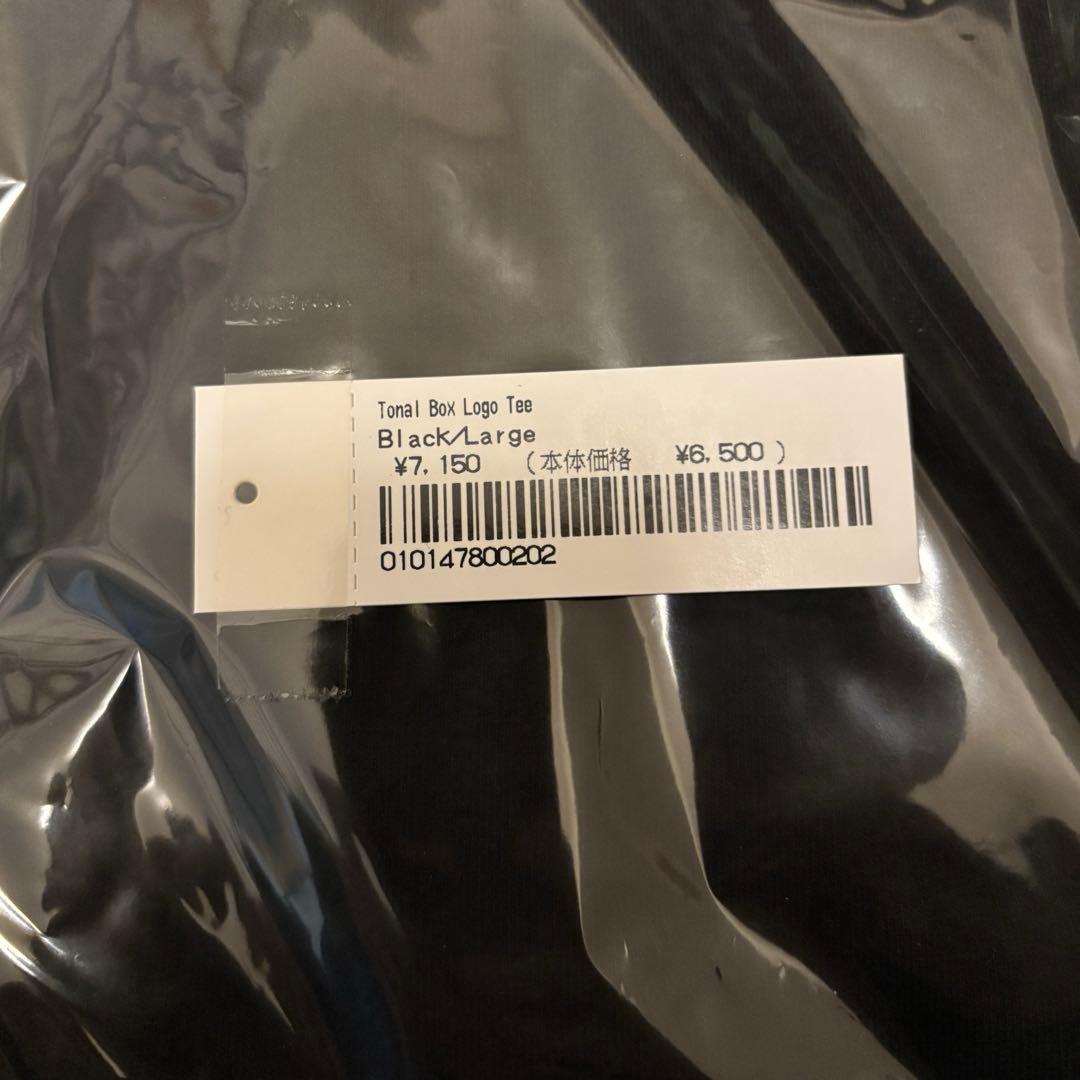 Tonal Box Logo Tee
Black/Large
¥7,150 (本体価格 ¥6,500 )
010147800202